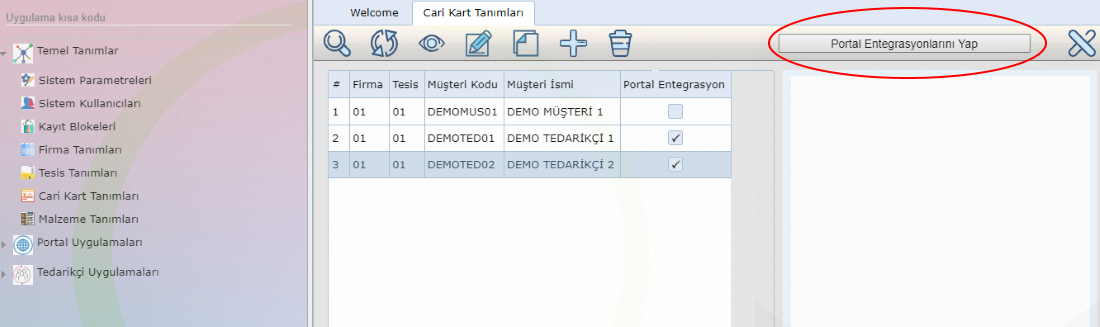 Uygulama kısa kodu
Temel Tanımlar
Sistem Parametreleri
Sistem Kullanıcıları
Kayıt Blokeleri
Firma Tanımları
Tesis Tanımları
Cari Kart Tanımları
Malzeme Tanımları
Portal Uygulamaları
Tedarikçi Uygulamaları
Welcome Cari Kart Tanımları
Portal Entegrasyonlarını Yap
# Firma Tesis Müşteri Kodu Müşteri İsmi Portal Entegrasyon
1 01 01 DEMOMUS01 DEMO MÜŞTERİ 1
2 01 01 DEMOTED01 DEMO TEDARİKÇİ 1
3 01 01 DEMOTED02 DEMO TEDARİKÇİ 2